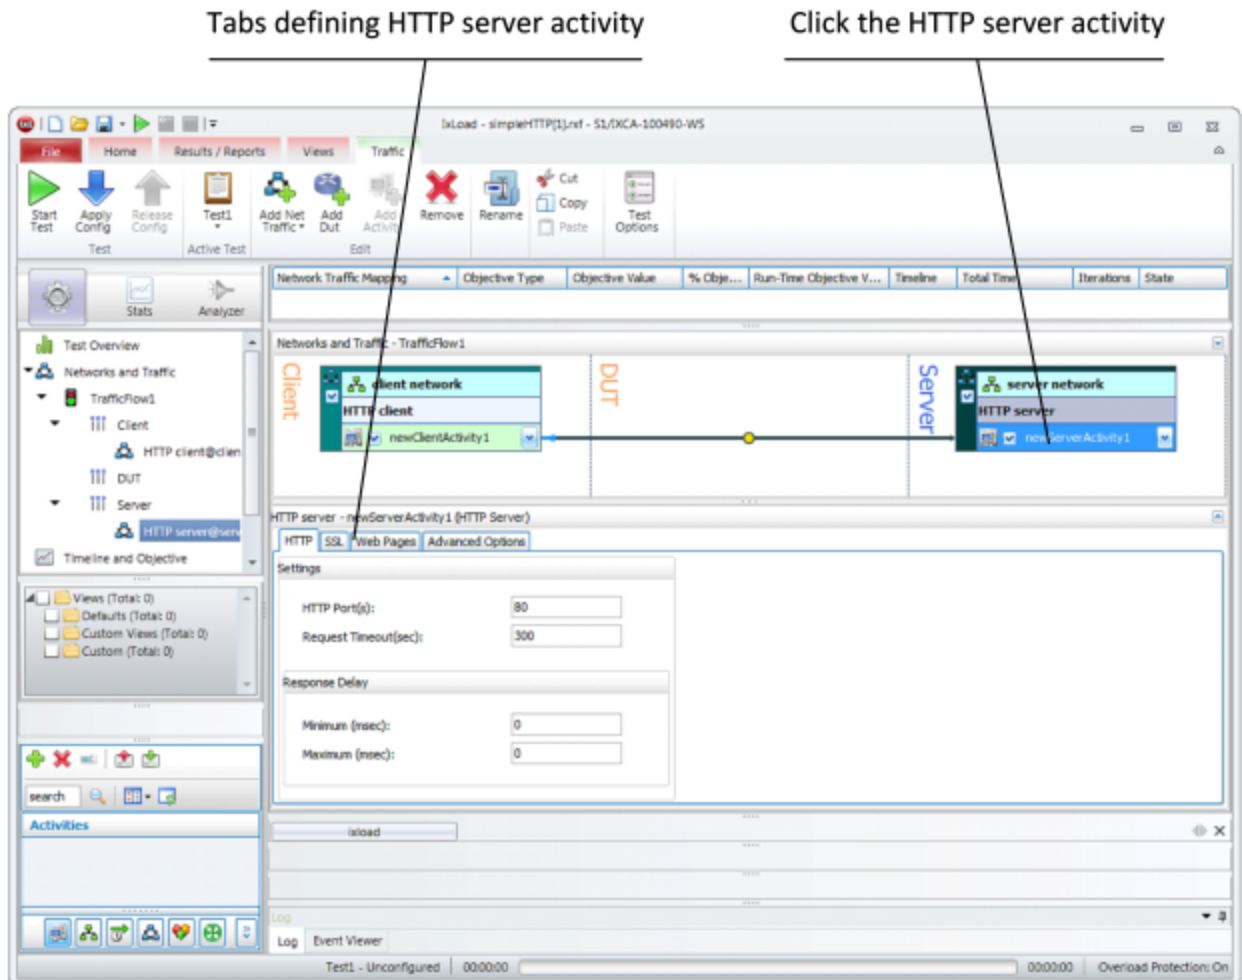 Tabs defining HTTP server activity
Click the HTTP server activity
IxLoad - simpleHTTP[1].rxf - S1/IXCA-100490-WS
File Home Results / Reports Views Traffic
Start Test
Apply Config
Release Config
Test1
Add Net Traffic
Add Dut
Add Activity
Remove
Rename
Cut
Copy
Paste
Test Options
Test
Active Test
Edit
Stats
Analyzer
Network Traffic Mapping Objective Type Objective Value % Obje... Run-Time Objective V... Timeline Total Time Iterations State
Test Overview
Networks and Traffic
TrafficFlow1
Client
HTTP client@clien
DUT
Server
HTTP server@serv
Timeline and Objective
Networks and Traffic - TrafficFlow1
Client
client network
HTTP client
newClientActivity1
DUT
Server
server network
HTTP server
newServerActivity1
HTTP server - newServerActivity1 (HTTP Server)
HTTP SSL Web Pages Advanced Options
Settings
HTTP Port(s): 80
Request Timeout(sec): 300
Response Delay
Minimum (msec): 0
Maximum (msec): 0
Views (Total: 0)
Defaults (Total: 0)
Custom Views (Total: 0)
Custom (Total: 0)
search
Activities
ixload
Log
Log Event Viewer
Test1 - Unconfigured 00:00:00 00:00:00 Overload Protection: On